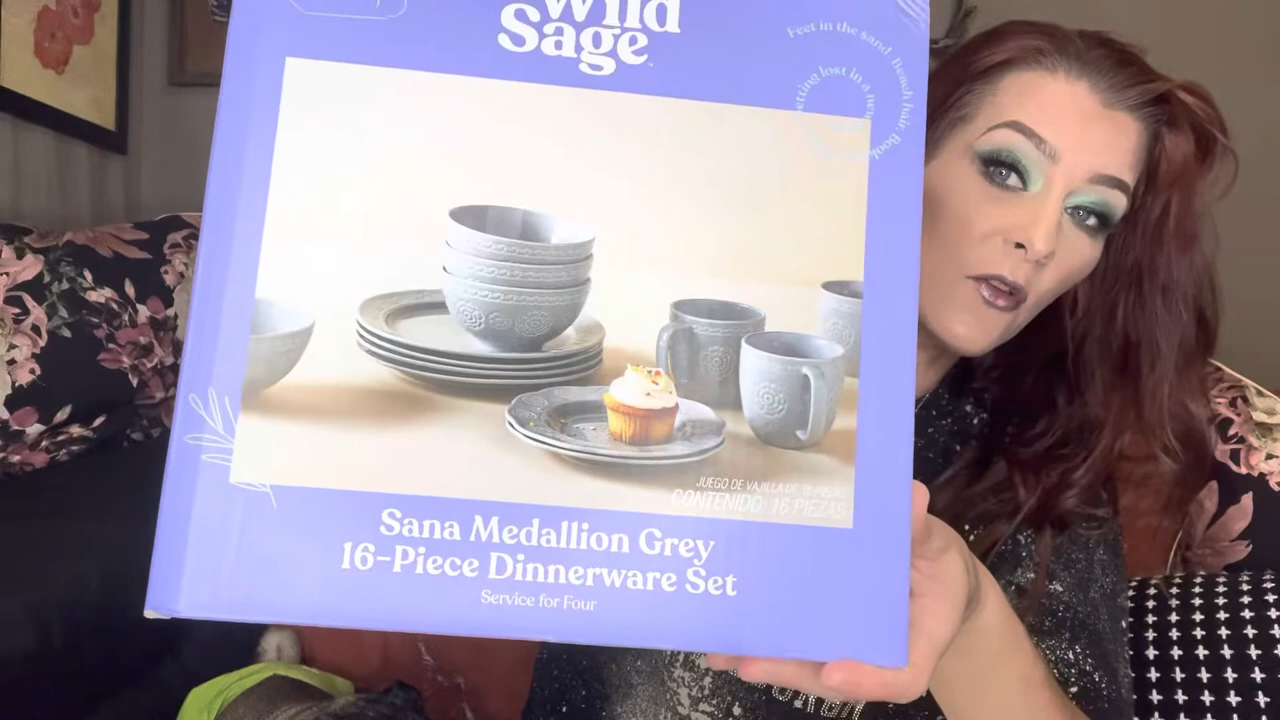 Wild
Sage
Feet in the sand. Beach hair. Book
etting lost in a new
JUEGO DE VAJILLA DE
CONTENIDO: 16 PIEZAS
Sana Medallion Grey
16-Piece Dinnerware Set
Service for Four